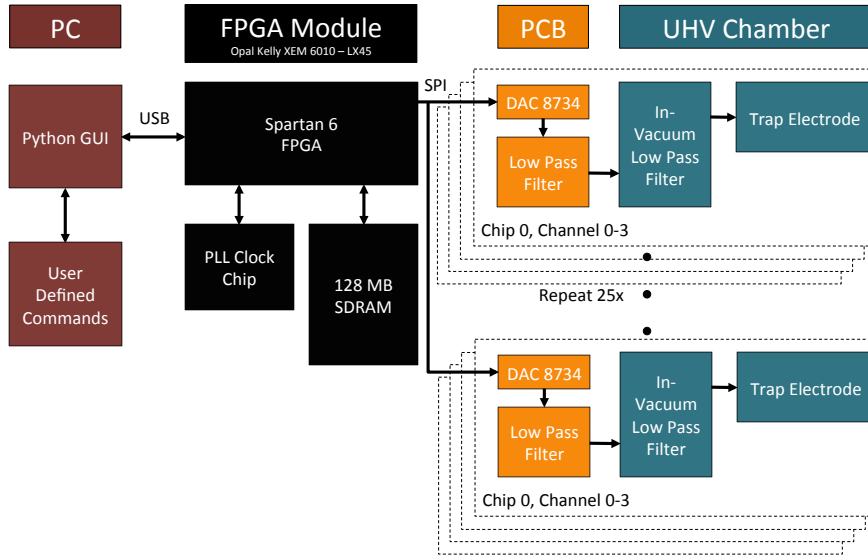 PC
FPGA Module
Opal Kelly XEM 6010 – LX45
PCB
UHV Chamber
Python GUI
USB
Spartan 6
FPGA
SPI
DAC 8734
Low Pass
Filter
In-
Vacuum
Low Pass
Filter
Trap Electrode
Chip 0, Channel 0-3
User
Defined
Commands
PLL Clock
Chip
128 MB
SDRAM
Repeat 25x
DAC 8734
Low Pass
Filter
In-
Vacuum
Low Pass
Filter
Trap Electrode
Chip 0, Channel 0-3